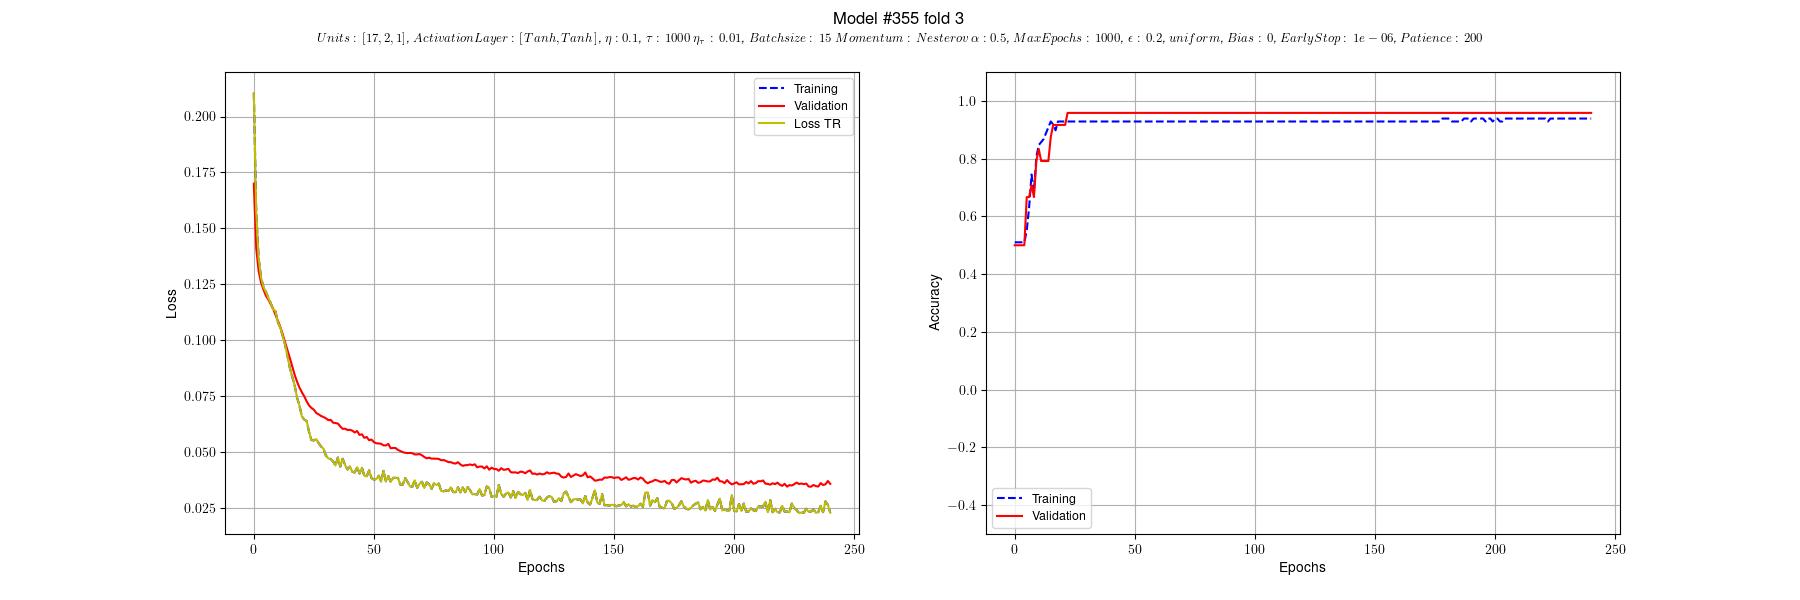 Model #355 fold 3
Units : [17, 2, 1], ActivationLayer : [Tanh, Tanh], η : 0.1, τ : 1000 ητ : 0.01, Batchsize : 15 Momentum : Nesterov α : 0.5, MaxEpochs : 1000, ϵ : 0.2, uniform, Bias : 0, EarlyStop : 1e − 06, Patience : 200
Training
Validation
Loss TR
0.200
0.175
0.150
0.125
0.100
0.075
0.050
0.025
Loss
0 50 100 150 200 250
Epochs
1.0
0.8
0.6
0.4
0.2
0.0
−0.2
−0.4
Accuracy
Training
Validation
0 50 100 150 200 250
Epochs